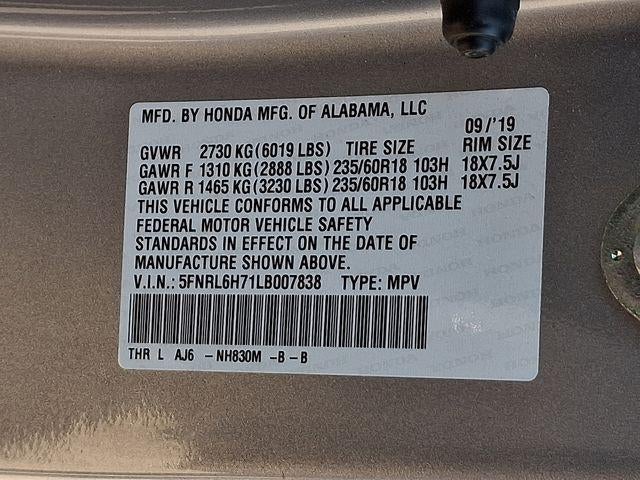 MFD. BY HONDA MFG. OF ALABAMA, LLC
09/'19
GVWR 2730 KG (6019 LBS) TIRE SIZE RIM SIZE
GAWR F 1310 KG (2888 LBS) 235/60R18 103H 18X7.5J
GAWR R 1465 KG (3230 LBS) 235/60R18 103H 18X7.5J
THIS VEHICLE CONFORMS TO ALL APPLICABLE
FEDERAL MOTOR VEHICLE SAFETY
STANDARDS IN EFFECT ON THE DATE OF
MANUFACTURE SHOWN ABOVE.
V.I.N.: 5FNRL6H71LB007838 TYPE: MPV
THR L AJ6 -NH830M -B-B